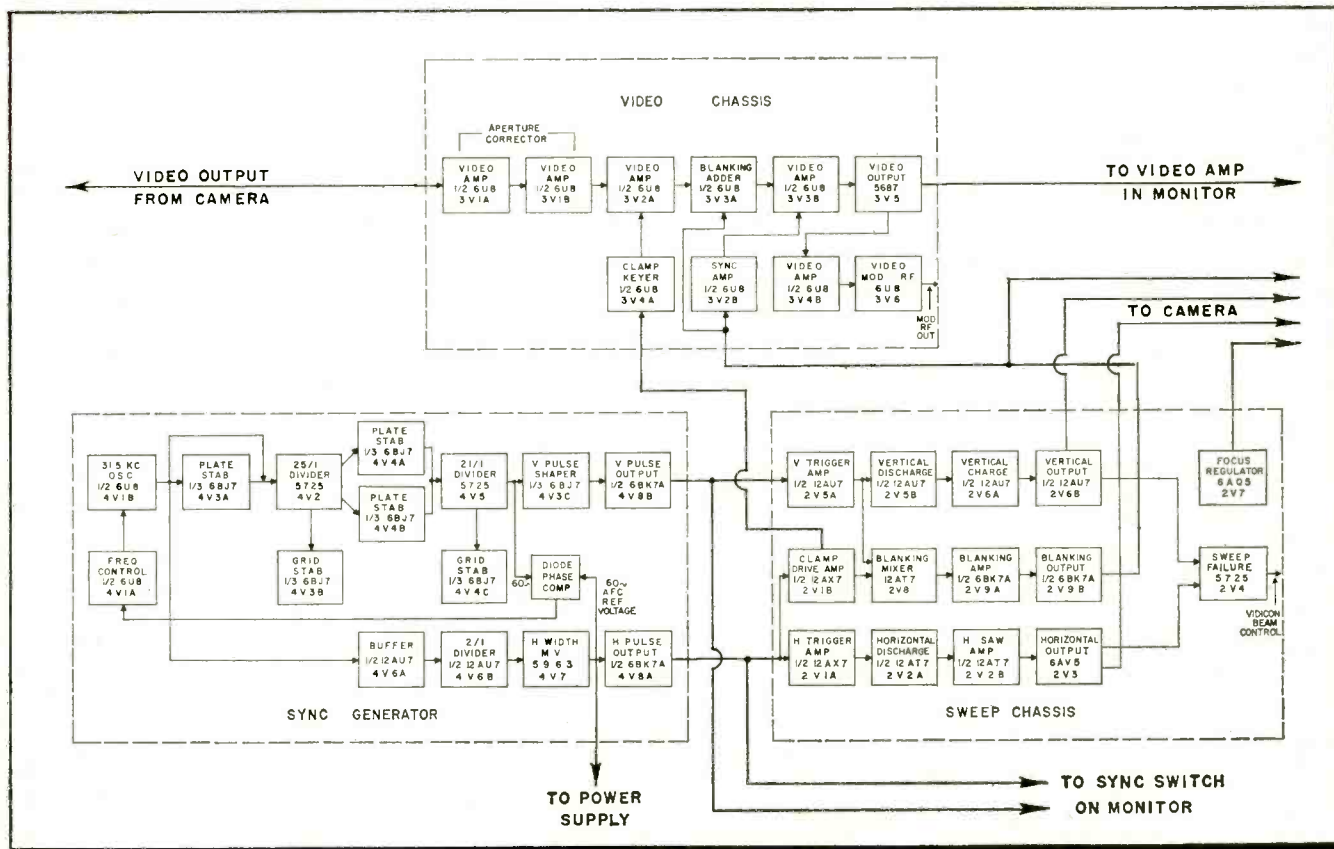 VIDEO CHASSIS
APERTURE
CORRECTOR
VIDEO
AMP
1/2 6U8
3V1A
VIDEO
AMP
1/2 6U8
3V1B
VIDEO
AMP
1/2 6U8
3V2A
BLANKING
ADDER
1/2 6U8
3V3A
VIDEO
AMP
1/2 6U8
3V3B
VIDEO
OUTPUT
5687
3V5
VIDEO OUTPUT
FROM CAMERA
TO VIDEO AMP
IN MONITOR
CLAMP
KEYER
1/2 6U8
3V4A
SYNC
AMP
1/2 6U8
3V2B
VIDEO
AMP
1/2 6U8
3V4B
VIDEO
MOD RF
6U8
3V6
MOD
RF
OUT
TO CAMERA
31.5 KC
OSC
1/2 6U8
4V1B
PLATE
STAB
1/3 6BJ7
4V3A
25/1
DIVIDER
5725
4V2
PLATE
STAB
1/3 6BJ7
4V4A
PLATE
STAB
1/3 6BJ7
4V4B
21/1
DIVIDER
5725
4V5
V PULSE
SHAPER
1/3 6BJ7
4V3C
V PULSE
OUTPUT
1/2 6BK7A
4V8B
FREQ
CONTROL
1/2 6U8
4V1A
GRID
STAB
1/3 6BJ7
4V3B
GRID
STAB
1/3 6BJ7
4V4C
60~
DIODE
PHASE
COMP
60~
AFC
REF
VOLTAGE
BUFFER
1/2 12AU7
4V6A
2/1
DIVIDER
1/2 12AU7
4V6B
H WIDTH
MV
5963
4V7
H PULSE
OUTPUT
1/2 6BK7A
4V8A
SYNC GENERATOR
V TRIGGER
AMP
1/2 12AU7
2V5A
VERTICAL
DISCHARGE
1/2 12AU7
2V5B
VERTICAL
CHARGE
1/2 12AU7
2V6A
VERTICAL
OUTPUT
1/2 12AU7
2V6B
FOCUS
REGULATOR
6AQ5
2V7
CLAMP
DRIVE AMP
1/2 12AX7
2V1B
BLANKING
MIXER
12AT7
2V8
BLANKING
AMP
1/2 6BK7A
2V9A
BLANKING
OUTPUT
1/2 6BK7A
2V9B
SWEEP
FAILURE
5725
2V4
VIDICON
BEAM
CONTROL
H TRIGGER
AMP
1/2 12AX7
2V1A
HORIZONTAL
DISCHARGE
1/2 12AT7
2V2A
H SAW
AMP
1/2 12AT7
2V2B
HORIZONTAL
OUTPUT
6AV5
2V3
SWEEP CHASSIS
TO POWER
SUPPLY
TO SYNC SWITCH
ON MONITOR